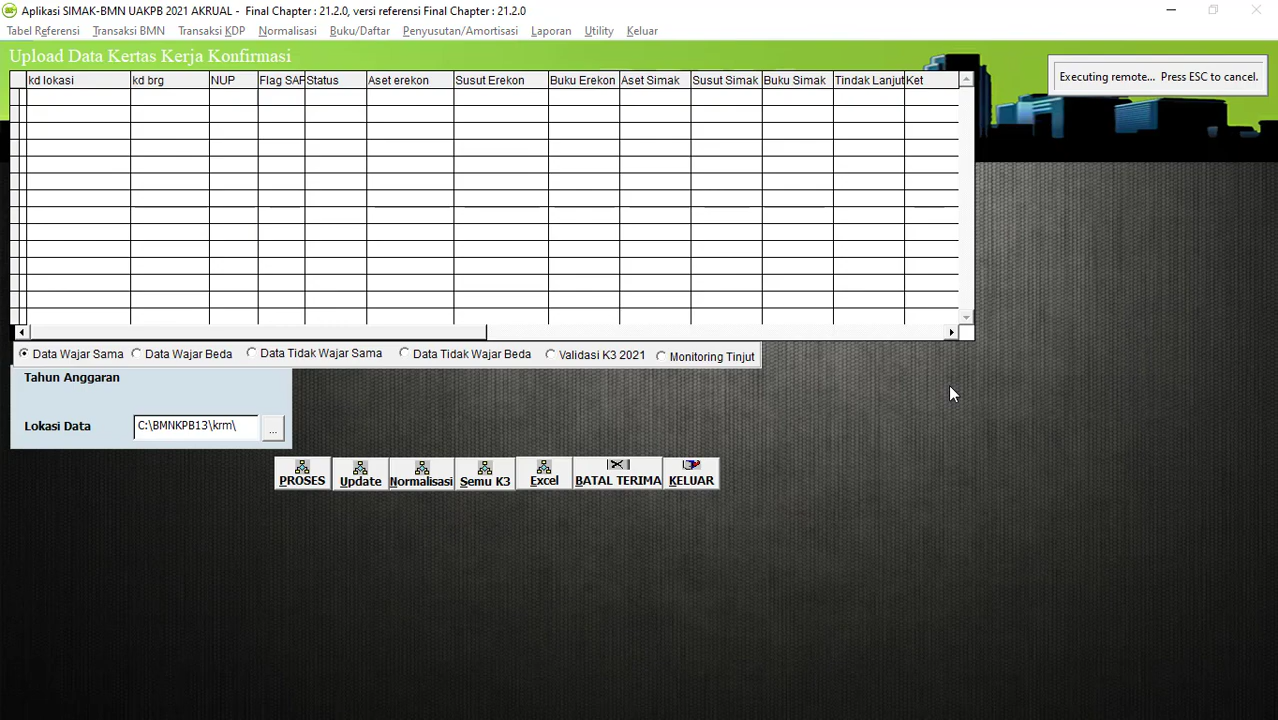 Aplikasi SIMAK-BMN UAKPB 2021 AKRUAL - Final Chapter : 21.2.0, versi referensi Final Chapter : 21.2.0
Tabel Referensi Transaksi BMN Transaksi KDP Normalisasi Buku/Daftar Penyusutan/Amortisasi Laporan Utility Keluar
Upload Data Kertas Kerja Konfirmasi
Executing remote... Press ESC to cancel.
kd lokasi kd brg NUP Flag SAP Status Aset erekon Susut Erekon Buku Erekon Aset Simak Susut Simak Buku Simak Tindak Lanjut Ket
Data Wajar Sama Data Wajar Beda Data Tidak Wajar Sama Data Tidak Wajar Beda Validasi K3 2021 Monitoring Tinjut
Tahun Anggaran
Lokasi Data C:\BMNKPB13\krm\ ...
PROSES Update Normalisasi Semu K3 Excel BATAL TERIMA KELUAR